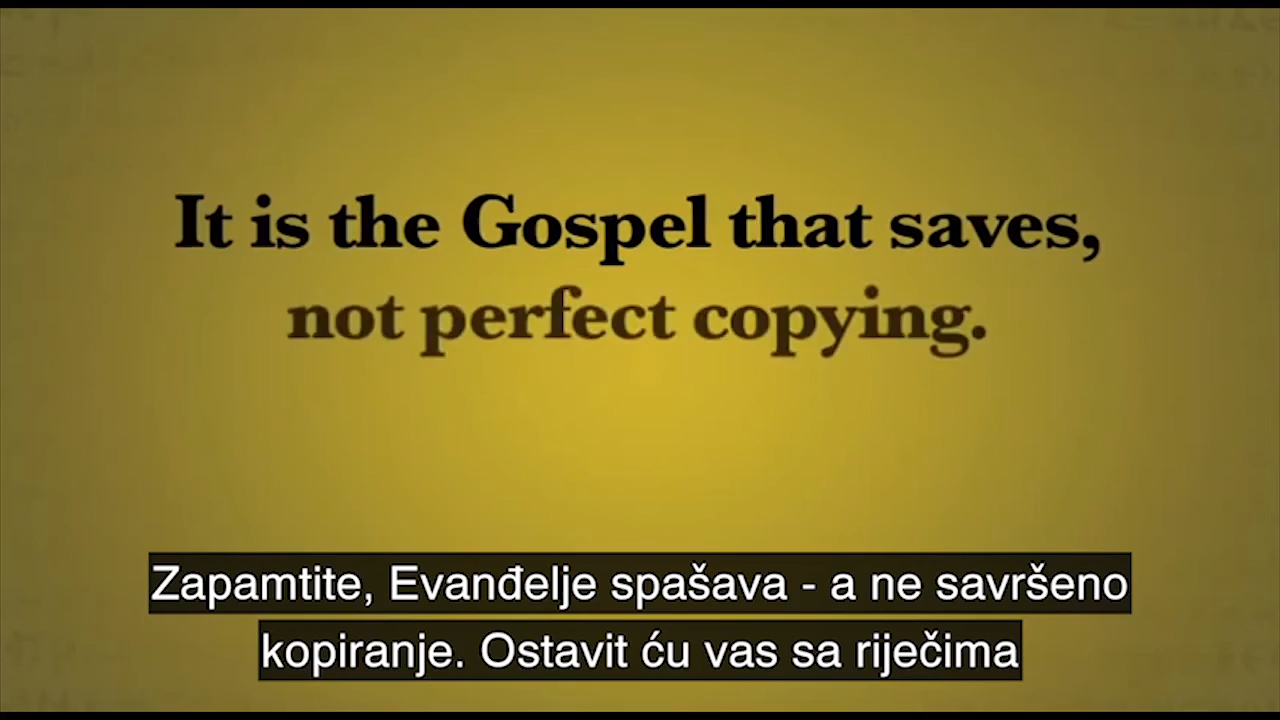 It is the Gospel that saves,
not perfect copying.
Zapamtite, Evanđelje spašava - a ne savršeno
kopiranje. Ostavit ću vas sa riječima